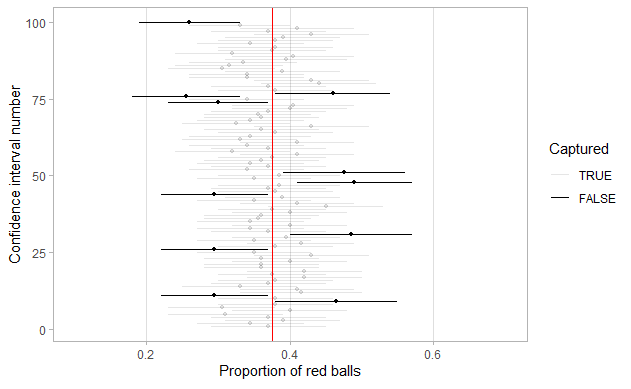 Confidence interval number
100
75
50
25
0
0.2
0.4
0.6
Proportion of red balls
Captured
TRUE
FALSE